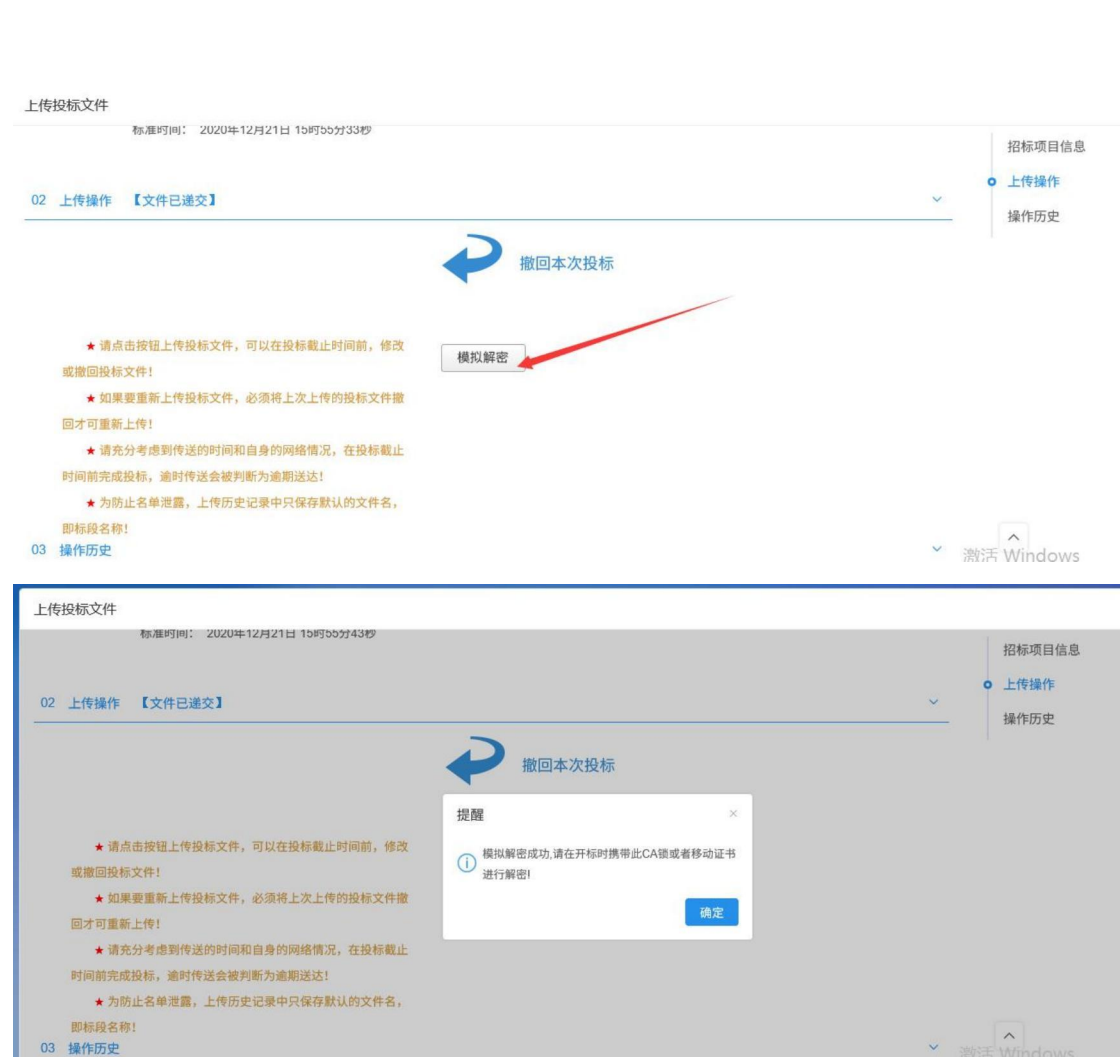 上传投标文件
标准时间： 2020年12月21日 15时55分33秒
招标项目信息
02 上传操作 【文件已递交】
上传操作
操作历史
撤回本次投标
★ 请点击按钮上传投标文件，可以在投标截止时间前，修改
或撤回投标文件！
模拟解密
★ 如果要重新上传投标文件，必须将上次上传的投标文件撤
回才可重新上传！
★ 请充分考虑到传送的时间和自身的网络情况，在投标截止
时间前完成投标，逾时传送会被判断为逾期送达！
★ 为防止名单泄露，上传历史记录中只保存默认的文件名，
即标段名称！
03 操作历史
激活 Windows
上传投标文件
标准时间： 2020年12月21日 15时55分43秒
招标项目信息
02 上传操作 【文件已递交】
上传操作
操作历史
撤回本次投标
提醒
模拟解密成功,请在开标时携带此CA锁或者移动证书
进行解密!
确定
★ 请点击按钮上传投标文件，可以在投标截止时间前，修改
或撤回投标文件！
★ 如果要重新上传投标文件，必须将上次上传的投标文件撤
回才可重新上传！
★ 请充分考虑到传送的时间和自身的网络情况，在投标截止
时间前完成投标，逾时传送会被判断为逾期送达！
★ 为防止名单泄露，上传历史记录中只保存默认的文件名，
即标段名称！
03 操作历史
激活 Windows